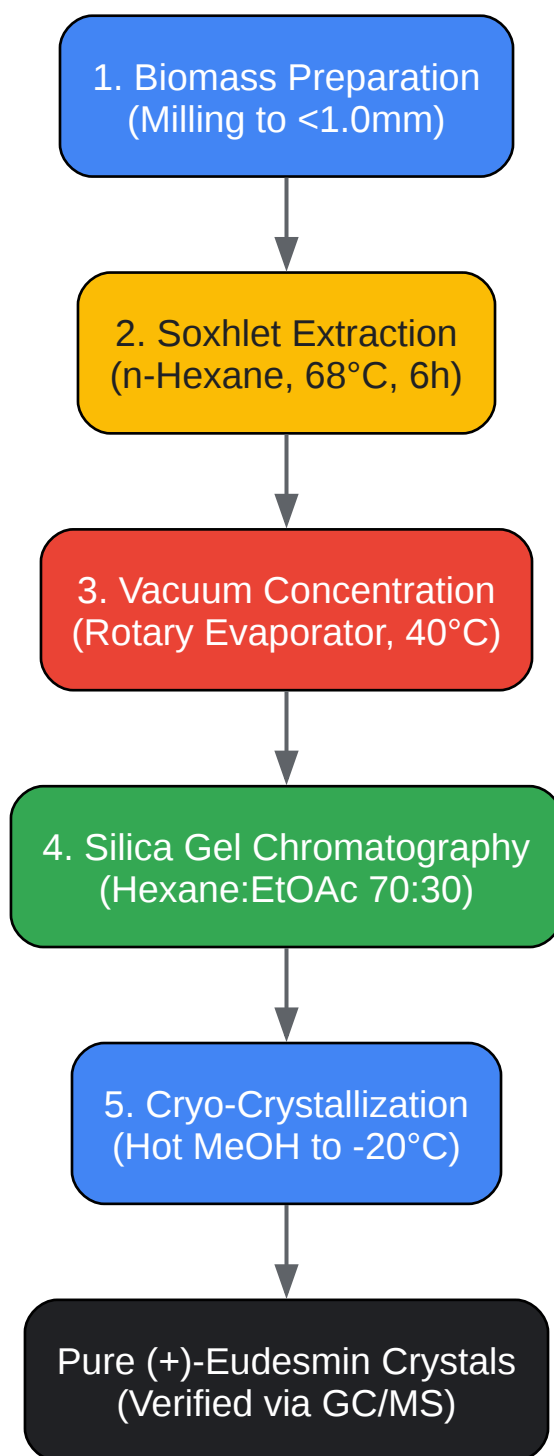 1. Biomass Preparation
(Milling to <1.0mm)
2. Soxhlet Extraction
(n-Hexane, 68°C, 6h)
3. Vacuum Concentration
(Rotary Evaporator, 40°C)
4. Silica Gel Chromatography
(Hexane:EtOAc 70:30)
5. Cryo-Crystallization
(Hot MeOH to -20°C)
Pure (+)-Eudesmin Crystals
(Verified via GC/MS)